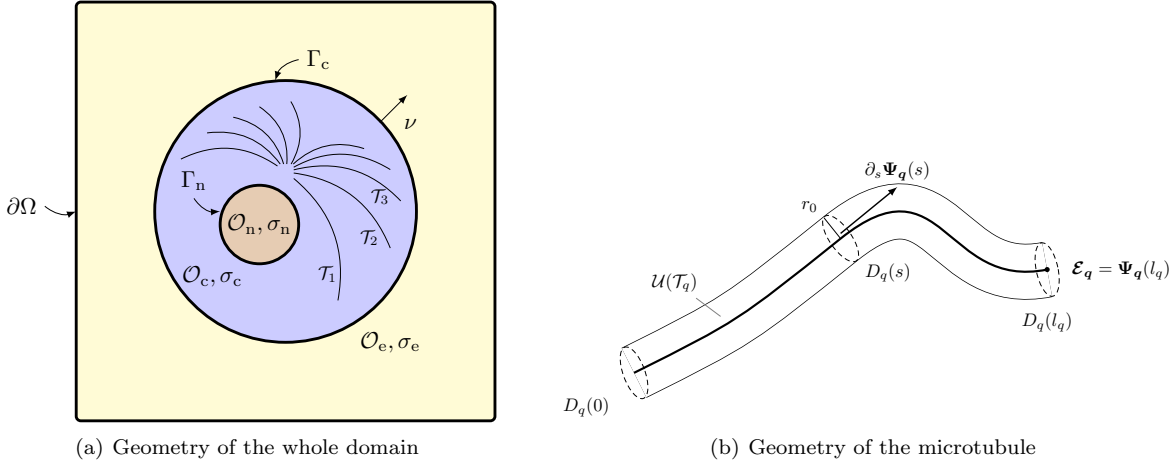 Γc
ν
Γn
𝒯3
∂Ω
𝒪n, σn
𝒯2
𝒪c, σc
𝒯1
𝒪e, σe
(a) Geometry of the whole domain
∂sΨq(s)
r0
𝒰(𝒯q)
Dq(s)
ℰq = Ψq(lq)
Dq(lq)
Dq(0)
(b) Geometry of the microtubule